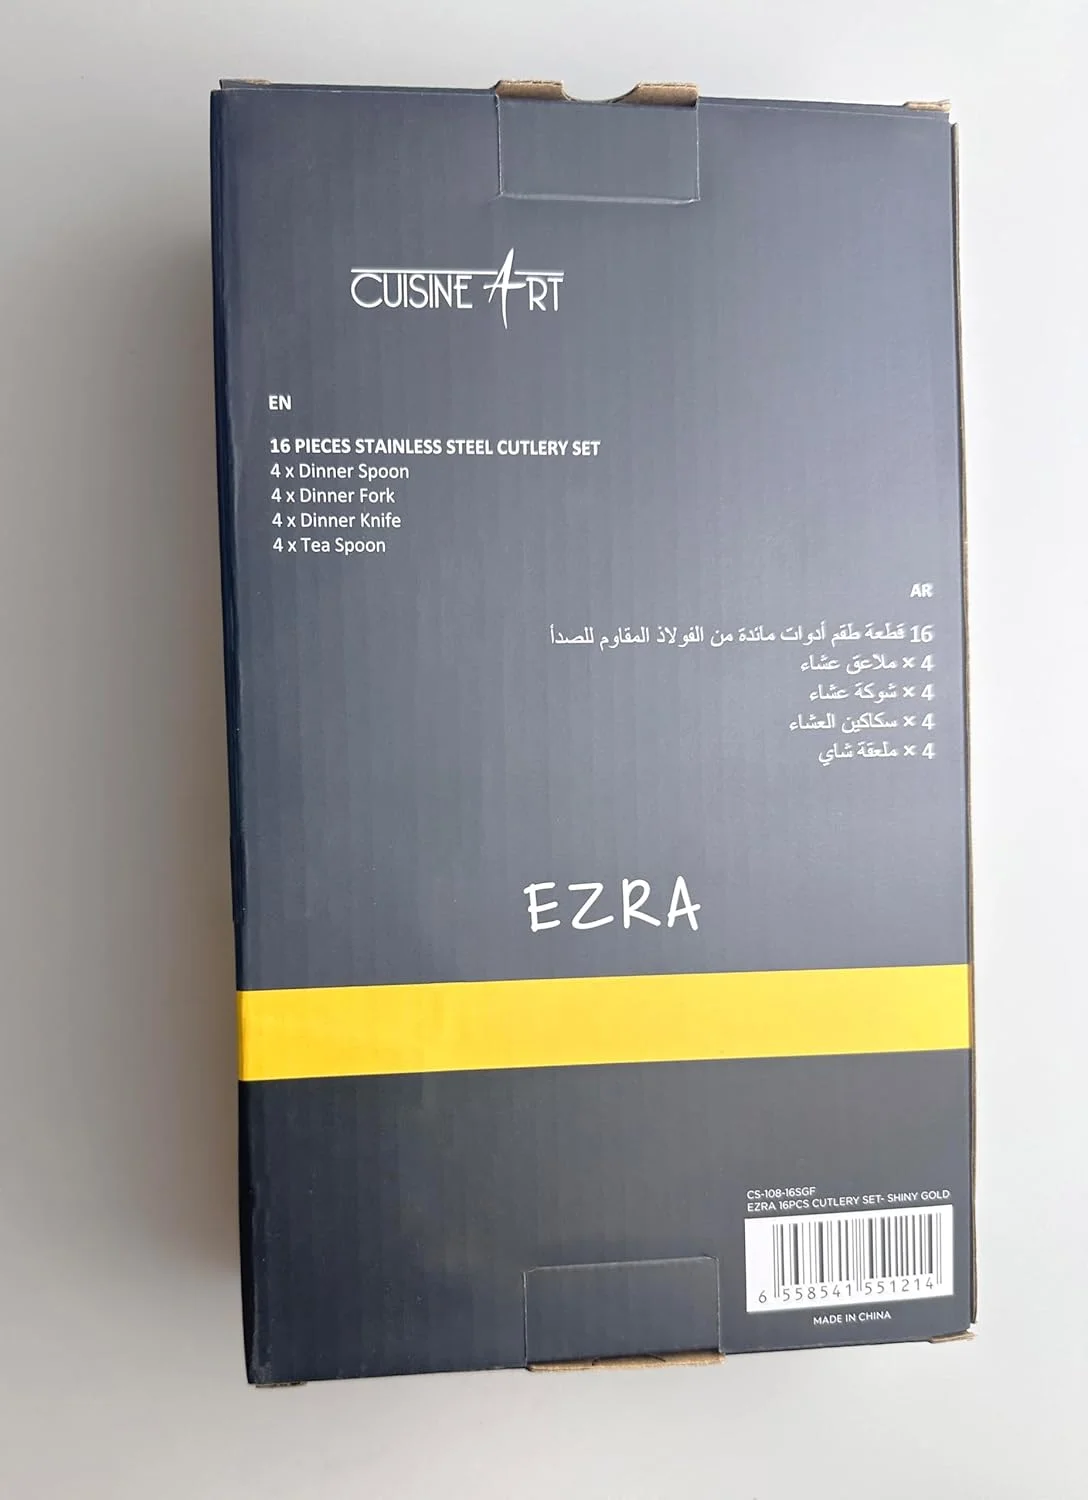 CUISINE ART
EN
16 PIECES STAINLESS STEEL CUTLERY SET
4 x Dinner Spoon
4 x Dinner Fork
4 x Dinner Knife
4 x Tea Spoon
AR
16 قطعة طقم أدوات مائدة من الفولاذ المقاوم للصدأ
4 × ملاعق عشاء
4 × شوكة عشاء
4 × سكاكين العشاء
4 × ملعقة شاي
EZRA
CS-108-16SGF
EZRA 16PCS CUTLERY SET- SHINY GOLD
6 558541 551214
MADE IN CHINA